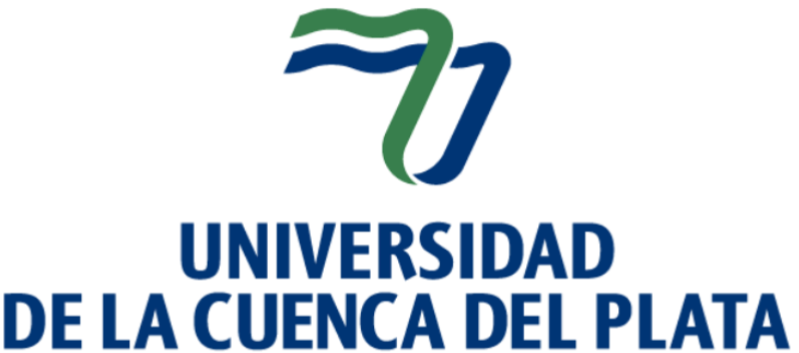 UNIVERSIDAD
DE LA CUENCA DEL PLATA